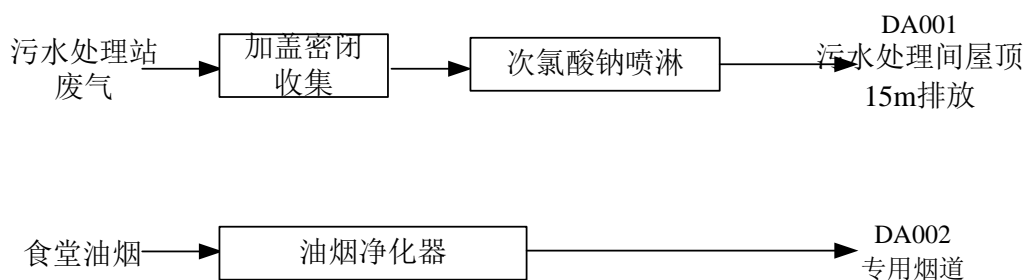 污水处理站
废气
加盖密闭
收集
次氯酸钠喷淋
DA001
污水处理间屋顶
15m排放
食堂油烟
油烟净化器
DA002
专用烟道